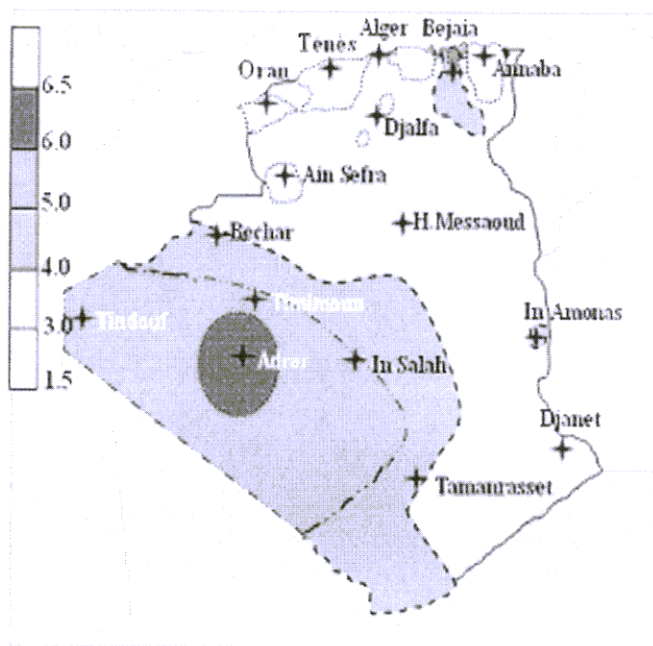 Alger Bejaia
Tenes
Oran
Annaba
6.5
6.0
Djalfa
Ain Sefra
5.0
H.Messaoud
Bechar
4.0
Timimoun
In Amonas
3.0
Tindouf
Adrar
In Salah
1.5
Djanet
Tamanrasset